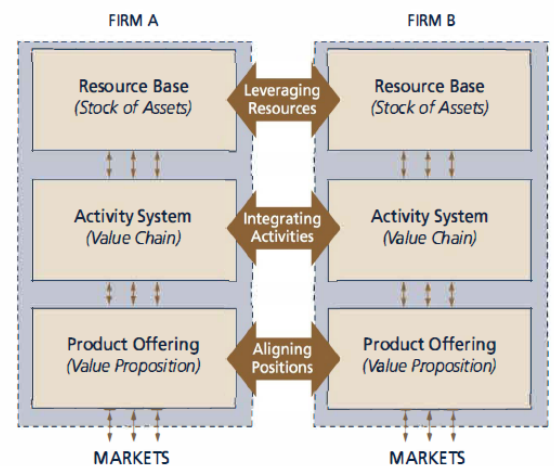 FIRM A
FIRM B
Resource Base
(Stock of Assets)
Leveraging
Resources
Resource Base
(Stock of Assets)
Activity System
(Value Chain)
Integrating
Activities
Activity System
(Value Chain)
Product Offering
(Value Proposition)
Aligning
Positions
Product Offering
(Value Proposition)
MARKETS
MARKETS